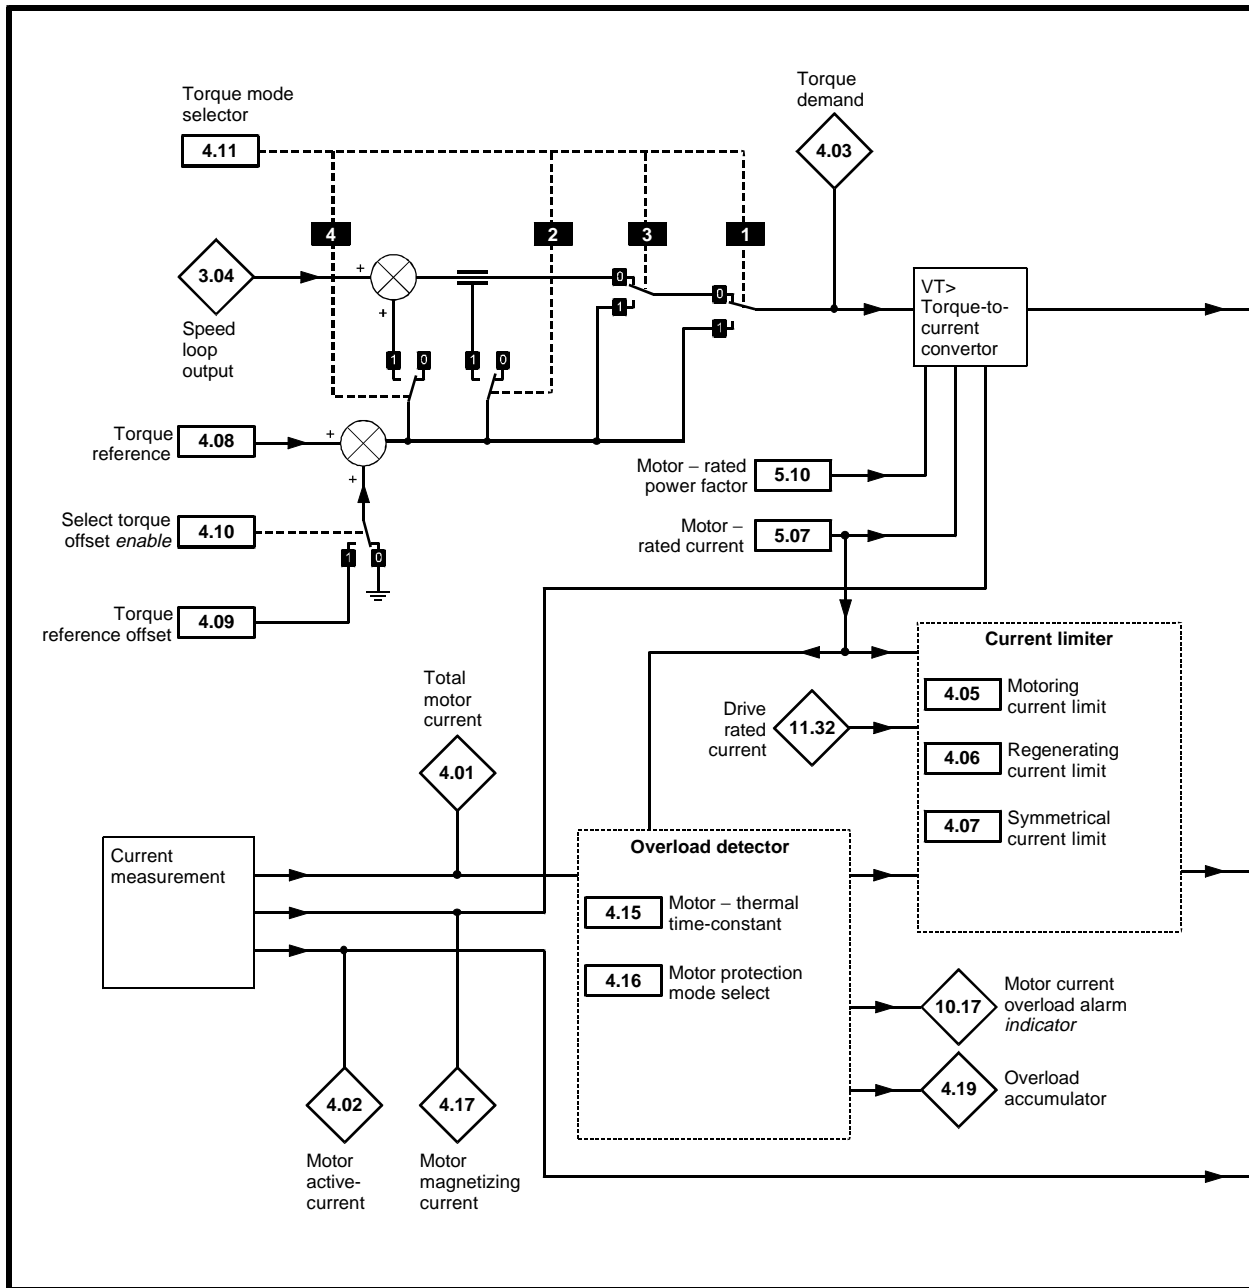 Torque mode
selector
4.11
Torque
demand
4.03
4
2
3
1
3.04
Speed
loop
output
+
+
0
1
0
1
1
0
1
0
VT>
Torque-to-
current
convertor
Torque
reference
4.08
+
+
Select torque
offset enable
4.10
1
0
Torque
reference offset
4.09
Motor – rated
power factor
5.10
Motor –
rated current
5.07
Total
motor
current
4.01
Drive
rated
current
11.32
Current limiter
4.05
Motoring
current limit
4.06
Regenerating
current limit
4.07
Symmetrical
current limit
Current
measurement
Overload detector
4.15
Motor – thermal
time-constant
4.16
Motor protection
mode select
10.17
Motor current
overload alarm
indicator
4.19
Overload
accumulator
4.02
Motor
active-
current
4.17
Motor
magnetizing
current